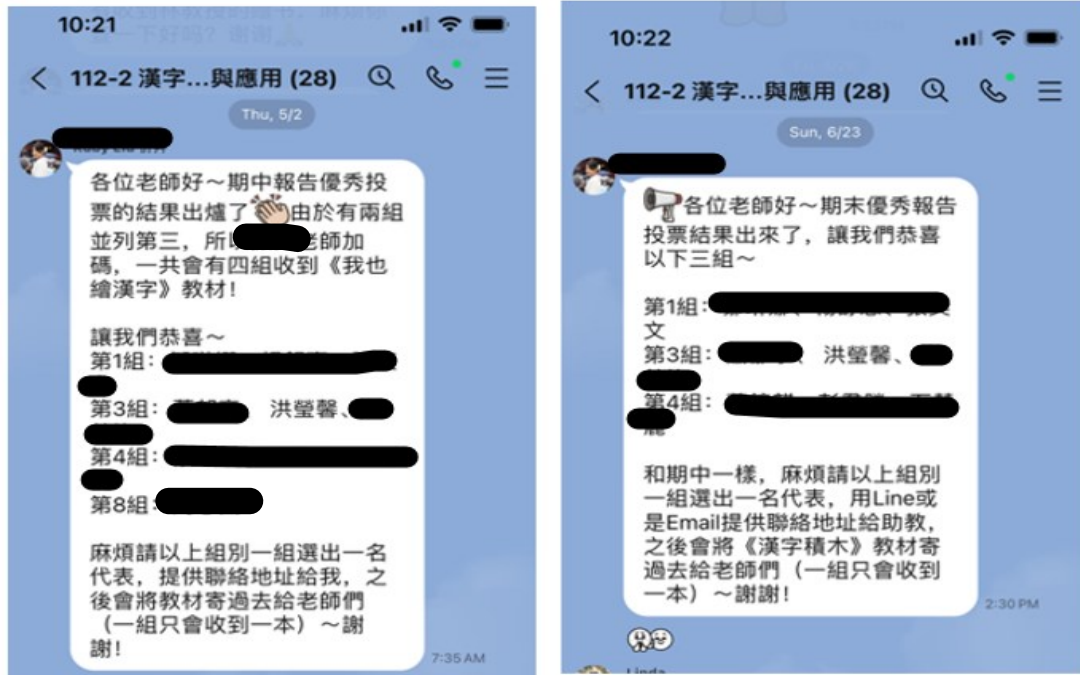 10:21
112-2 漢字...與應用 (28)
Thu, 5/2
各位老師好～期中報告優秀投
票的結果出爐了👏由於有兩組
並列第三，所 老師加
碼，一共會有四組收到《我也
繪漢字》教材！
讓我們恭喜～
第1組：
第3組： 洪瑩馨、
第4組：
第8組：
麻煩請以上組別一組選出一名
代表，提供聯絡地址給我，之
後會將教材寄過去給老師們
（一組只會收到一本）～謝
謝！
7:35 AM
10:22
112-2 漢字...與應用 (28)
Sun, 6/23
📢各位老師好～期末優秀報告
投票結果出來了，讓我們恭喜
以下三組～
第1組：
文
第3組： 洪瑩馨、
第4組：
和期中一樣，麻煩請以上組別
一組選出一名代表，用Line或
是Email提供聯絡地址給助教，
之後會將《漢字積木》教材寄
過去給老師們（一組只會收到
一本）～謝謝！
2:30 PM
Linda